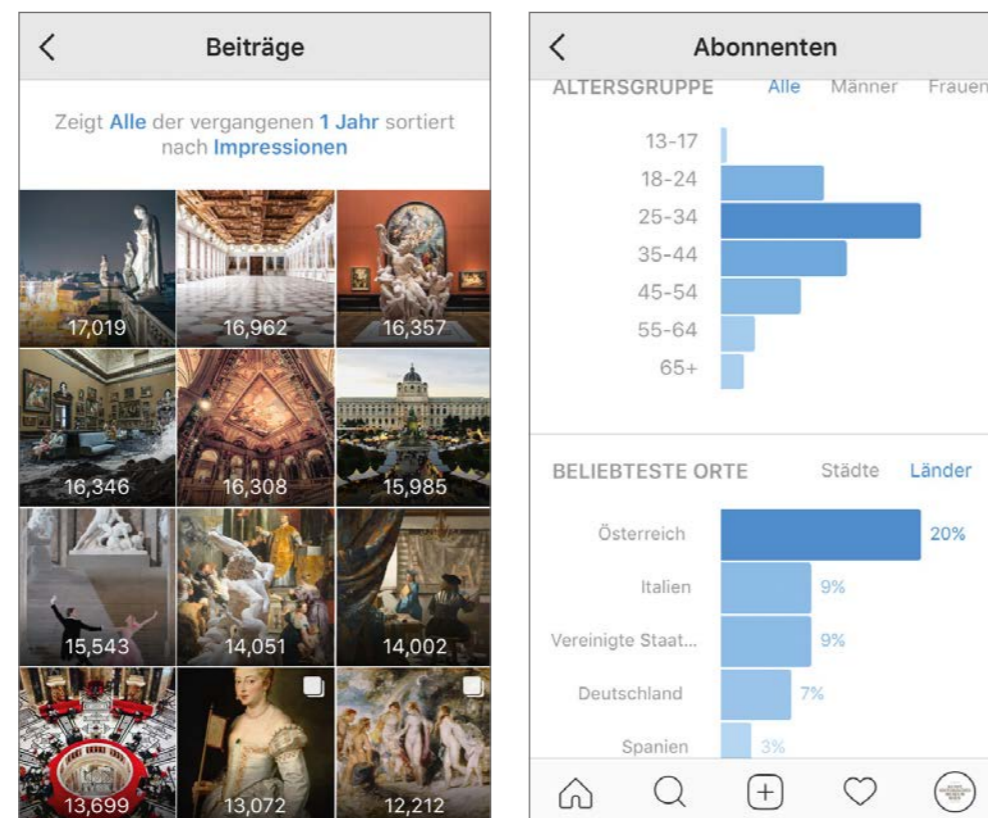 Beiträge
Zeigt Alle der vergangenen 1 Jahr sortiert
nach Impressionen
17,019
16,962
16,357
16,346
16,308
15,985
15,543
14,051
14,002
13,699
13,072
12,212
Abonnenten
ALTERSGRUPPE Alle Männer Frauen
13-17
18-24
25-34
35-44
45-54
55-64
65+
BELIEBTESTE ORTE Städte Länder
Österreich 20%
Italien 9%
Vereinigte Staat... 9%
Deutschland 7%
Spanien 3%